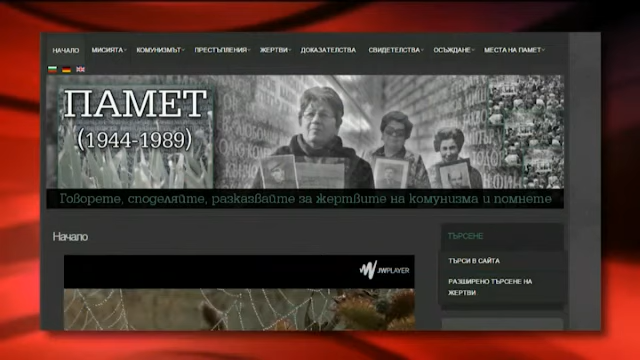 НАЧАЛО МИСИЯТА КОМУНИЗМЪТ ПРЕСТЪПЛЕНИЯ ЖЕРТВИ ДОКАЗАТЕЛСТВА СВИДЕТЕЛСТВА ОСЪЖДАНЕ МЕСТА НА ПАМЕТ
ПАМЕТ
(1944-1989)
Говорете, споделяйте, разказвайте за жертвите на комунизма и помнете
Начало
ТЪРСЕНЕ
ТЪРСИ В САЙТА
РАЗШИРЕНО ТЪРСЕНЕ НА
ЖЕРТВИ
JWPLAYER